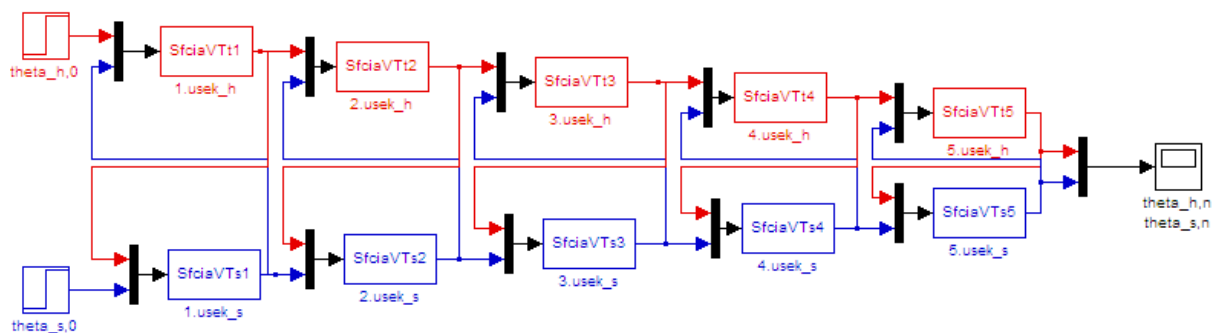 SfciaVTt1
SfciaVTt2
SfciaVTt3
SfciaVTt4
SfciaVTt5
theta_h,0
1.usek_h
2.usek_h
3.usek_h
4.usek_h
5.usek_h
theta_h,n
theta_s,n
SfciaVTs1
SfciaVTs2
SfciaVTs3
SfciaVTs4
SfciaVTs5
theta_s,0
1.usek_s
2.usek_s
3.usek_s
4.usek_s
5.usek_s